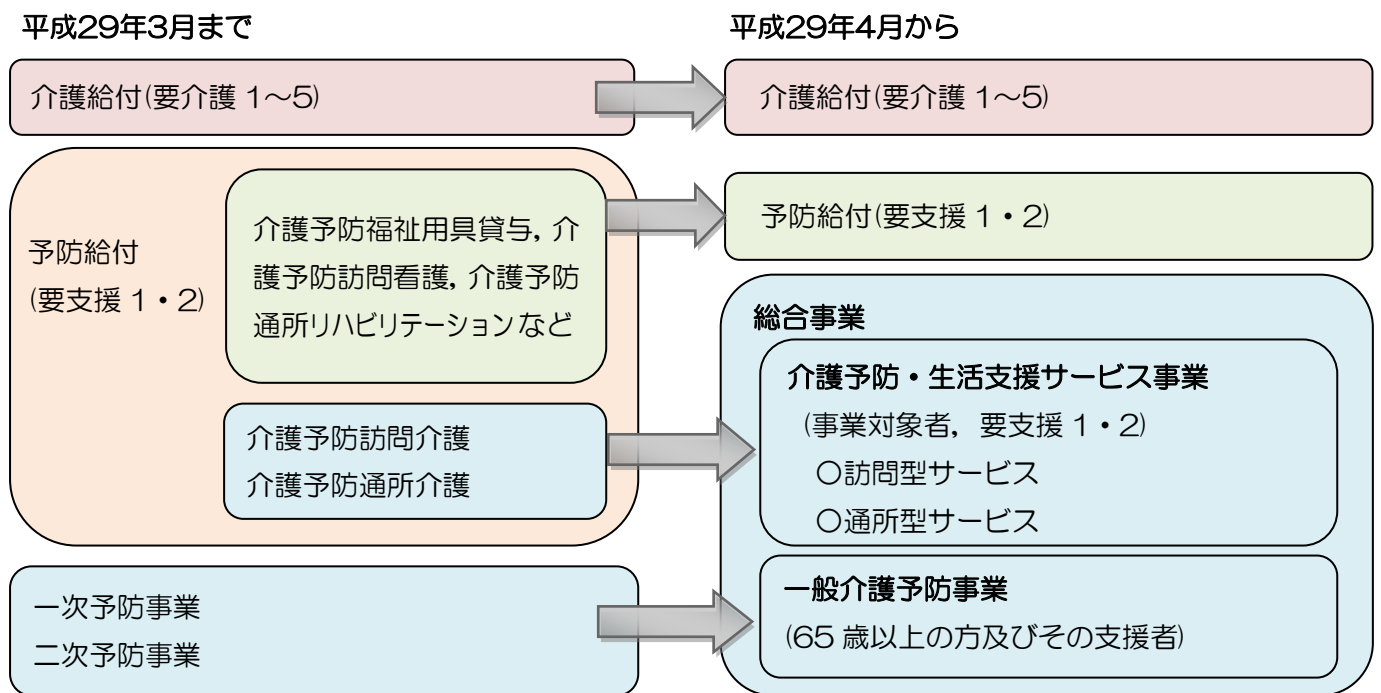 平成29年3月まで
平成29年4月から
介護給付(要介護 1～5)
介護給付(要介護 1～5)
予防給付
(要支援 1・2)
介護予防福祉用具貸与, 介
護予防訪問看護, 介護予防
通所リハビリテーションなど
予防給付(要支援 1・2)
介護予防訪問介護
介護予防通所介護
総合事業
介護予防・生活支援サービス事業
(事業対象者, 要支援 1・2)
○訪問型サービス
○通所型サービス
一次予防事業
二次予防事業
一般介護予防事業
(65 歳以上の方及びその支援者)